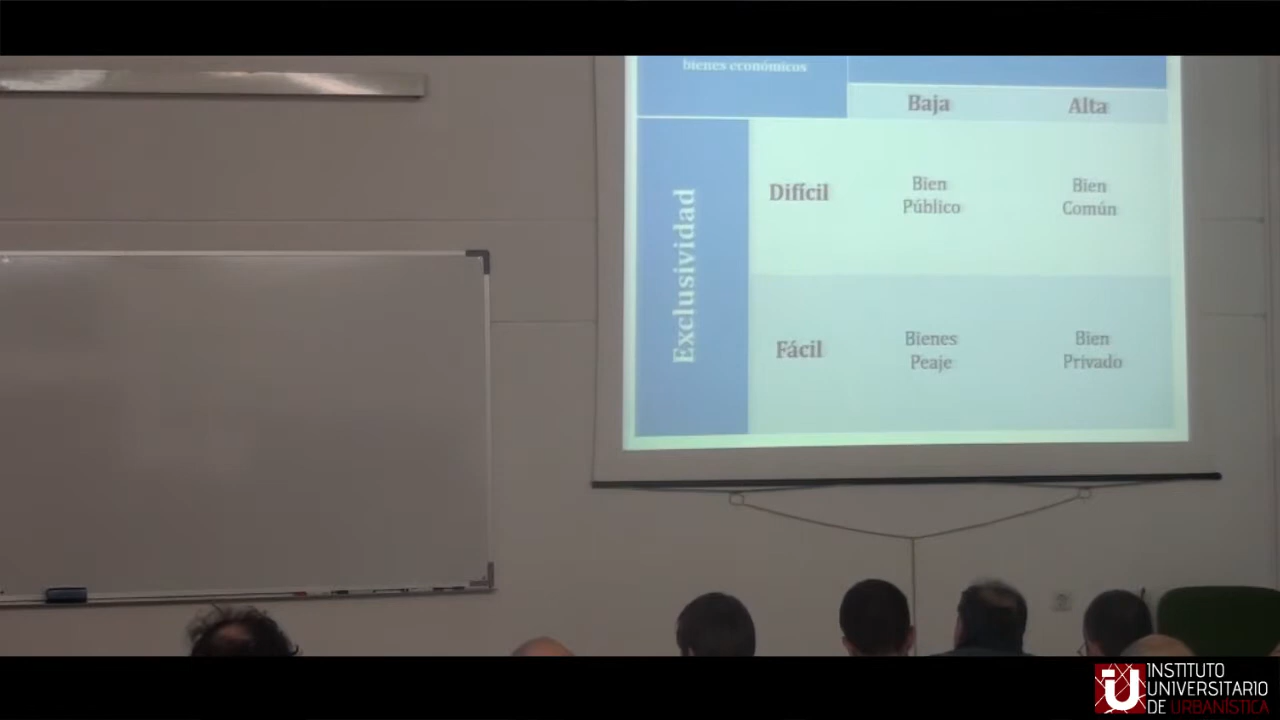 bienes económicos
Baja Alta
Exclusividad
Difícil
Bien
Público
Bien
Común
Fácil
Bienes
Peaje
Bien
Privado
INSTITUTO
UNIVERSITARIO
DE URBANÍSTICA